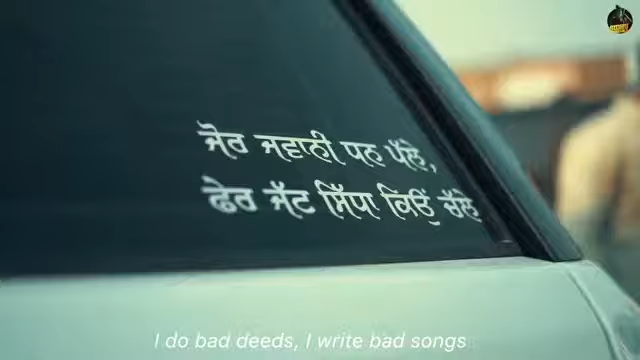 ਜੋਰ ਜਵਾਨੀ ਧਨ ਪੱਲੇ,
ਫੇਰ ਜੱਟ ਸਿੱਧਾ ਕਿਓਂ ਚੱਲੇ
I do bad deeds, I write bad songs